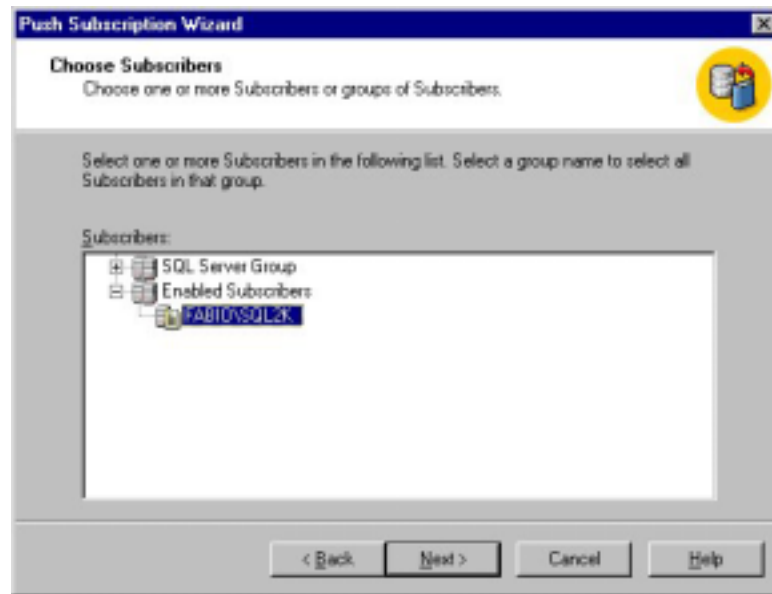 Push Subscription Wizard
Choose Subscribers
Choose one or more Subscribers or groups of Subscribers.
Select one or more Subscribers in the following list. Select a group name to select all
Subscribers in that group.
Subscribers:
SQL Server Group
Enabled Subscribers
FABIO\SQL2K
< Back
Next >
Cancel
Help